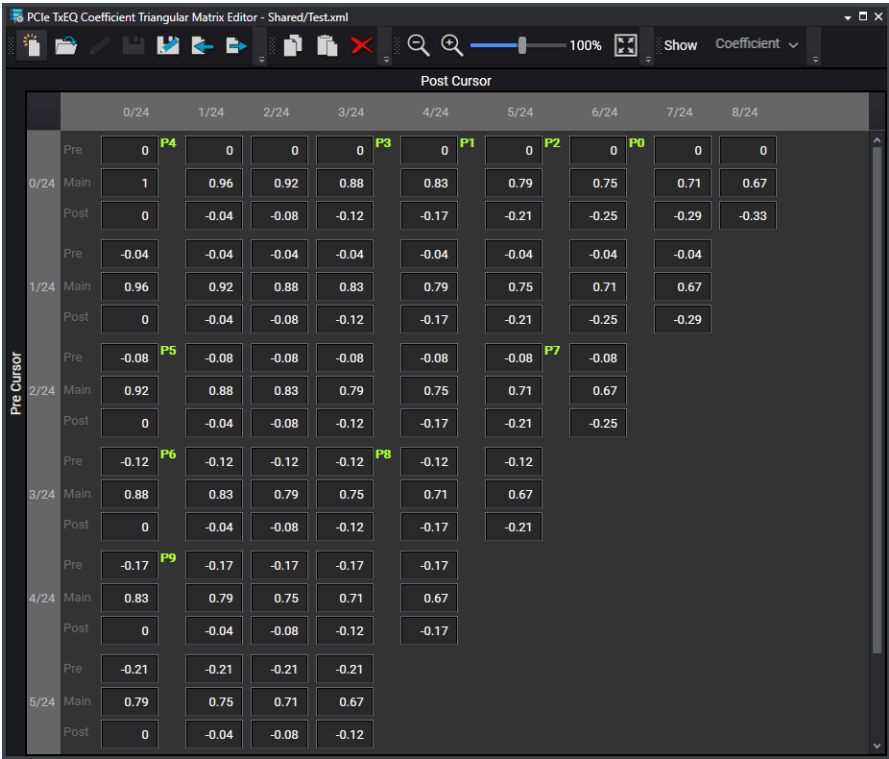 PCIe TxEQ Coefficient Triangular Matrix Editor - Shared/Test.xml
100% Show Coefficient
Post Cursor
0/24 1/24 2/24 3/24 4/24 5/24 6/24 7/24 8/24
Pre Cursor
Pre 0 P4 0 0 0 P3 0 P1 0 P2 0 P0 0 0
0/24 Main 1 0.96 0.92 0.88 0.83 0.79 0.75 0.71 0.67
Post 0 -0.04 -0.08 -0.12 -0.17 -0.21 -0.25 -0.29 -0.33
Pre -0.04 -0.04 -0.04 -0.04 -0.04 -0.04 -0.04 -0.04
1/24 Main 0.96 0.92 0.88 0.83 0.79 0.75 0.71 0.67
Post 0 -0.04 -0.08 -0.12 -0.17 -0.21 -0.25 -0.29
Pre -0.08 P5 -0.08 -0.08 -0.08 -0.08 -0.08 P7 -0.08
2/24 Main 0.92 0.88 0.83 0.79 0.75 0.71 0.67
Post 0 -0.04 -0.08 -0.12 -0.17 -0.21 -0.25
Pre -0.12 P6 -0.12 -0.12 -0.12 P8 -0.12 -0.12
3/24 Main 0.88 0.83 0.79 0.75 0.71 0.67
Post 0 -0.04 -0.08 -0.12 -0.17 -0.21
Pre -0.17 P9 -0.17 -0.17 -0.17 -0.17
4/24 Main 0.83 0.79 0.75 0.71 0.67
Post 0 -0.04 -0.08 -0.12 -0.17
Pre -0.21 -0.21 -0.21 -0.21
5/24 Main 0.79 0.75 0.71 0.67
Post 0 -0.04 -0.08 -0.12